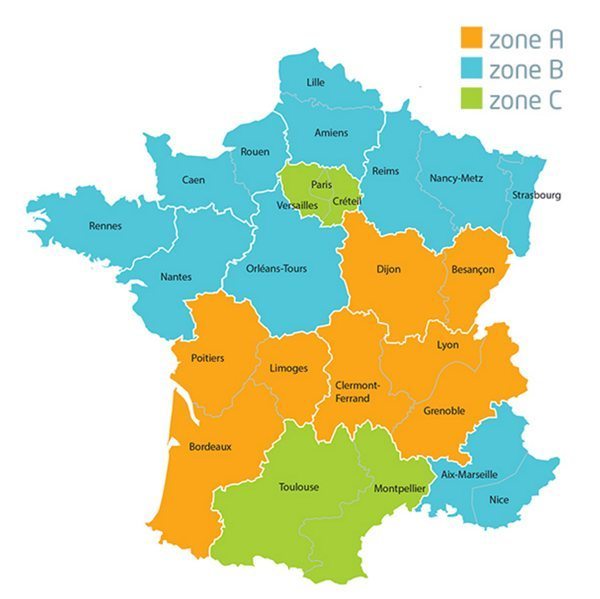 zone A
zone B
zone C
Lille
Amiens
Rouen
Caen
Reims
Nancy-Metz
Strasbourg
Paris
Versailles
Créteil
Rennes
Nantes
Orléans-Tours
Dijon
Besançon
Poitiers
Limoges
Clermont-
Ferrand
Lyon
Grenoble
Bordeaux
Toulouse
Montpellier
Aix-Marseille
Nice